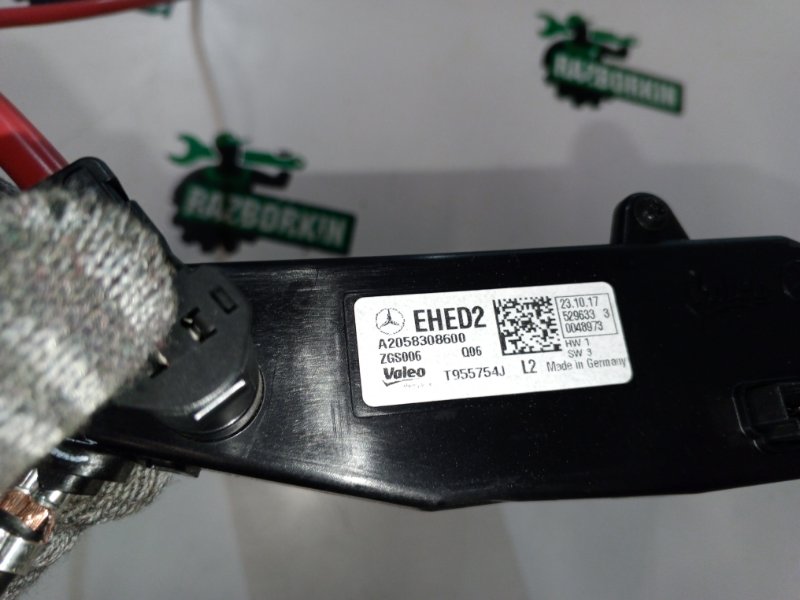 RAZBORKIN
RAZBORKIN
EHED2
A2058308600
ZGS006 Q06
Valeo T955754J L2
23.10.17
529633 3
0048973
HW 1
SW 3
Made in Germany